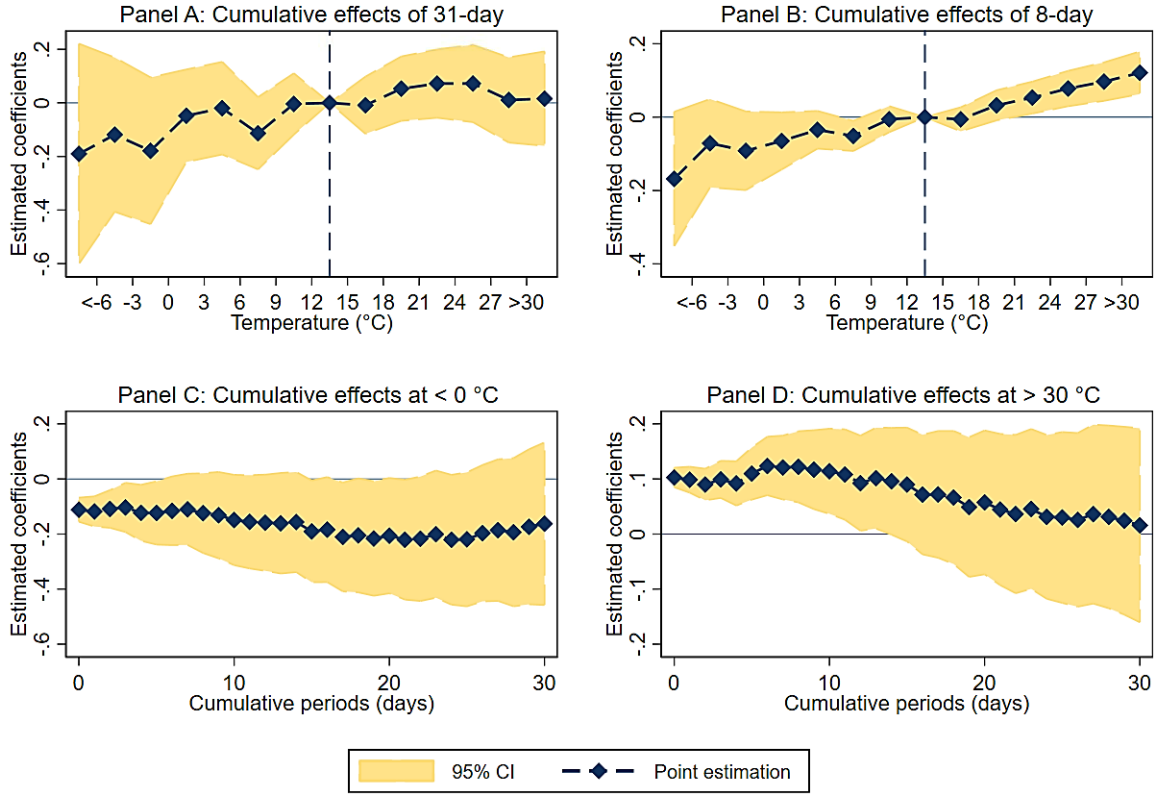 Panel A: Cumulative effects of 31-day
Estimated coefficients
.2
0
-.2
-.4
-.6
<-6 -3 0 3 6 9 12 15 18 21 24 27 >30
Temperature (°C)
Panel B: Cumulative effects of 8-day
Estimated coefficients
.2
0
-.2
-.4
<-6 -3 0 3 6 9 12 15 18 21 24 27 >30
Temperature (°C)
Panel C: Cumulative effects at < 0 °C
Estimated coefficients
.2
0
-.2
-.4
-.6
0 10 20 30
Cumulative periods (days)
Panel D: Cumulative effects at > 30 °C
Estimated coefficients
.2
.1
0
-.1
-.2
0 10 20 30
Cumulative periods (days)
95% CI
Point estimation